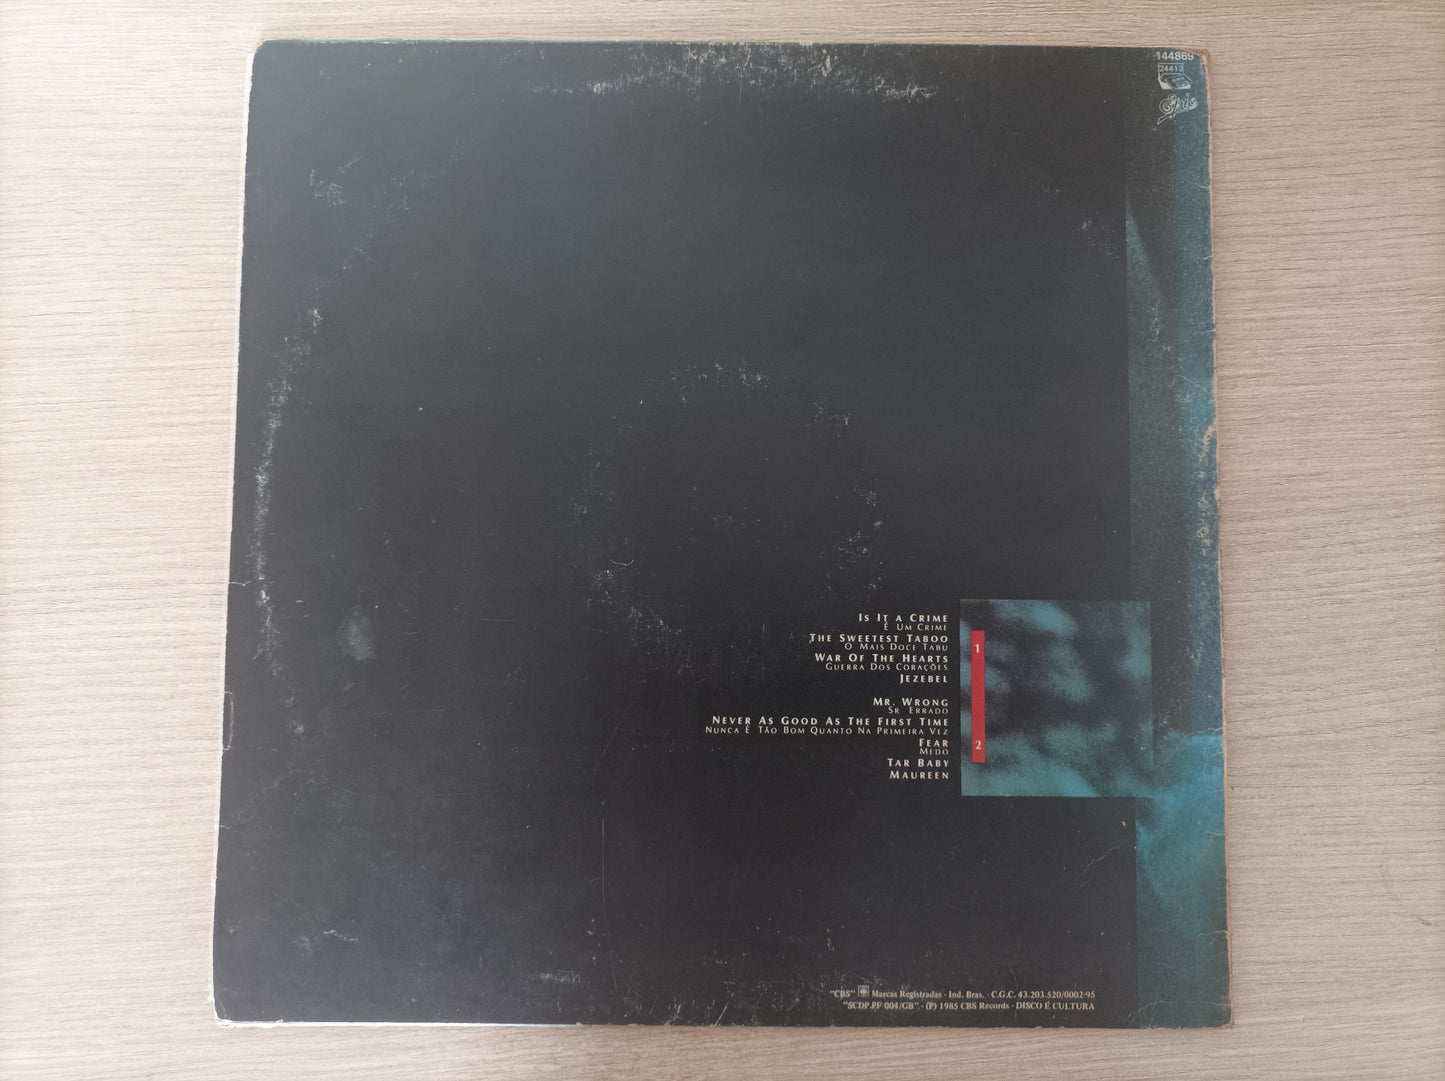 144869
24413
Epic
IS IT A CRIME
É UM CRIME
THE SWEETEST TABOO
O MAIS DOCE TABU
WAR OF THE HEARTS
GUERRA DOS CORAÇÕES
JEZEBEL
1
MR. WRONG
SR ERRADO
NEVER AS GOOD AS THE FIRST TIME
NUNCA É TÃO BOM QUANTO NA PRIMEIRA VEZ
FEAR
MEDO
TAR BABY
MAUREEN
2
"CBS" Marcas Registradas · Ind. Bras. · C.G.C. 43.203.520/0002-95
"SCDP.PF 004/GB" · (P) 1985 CBS Records · DISCO É CULTURA